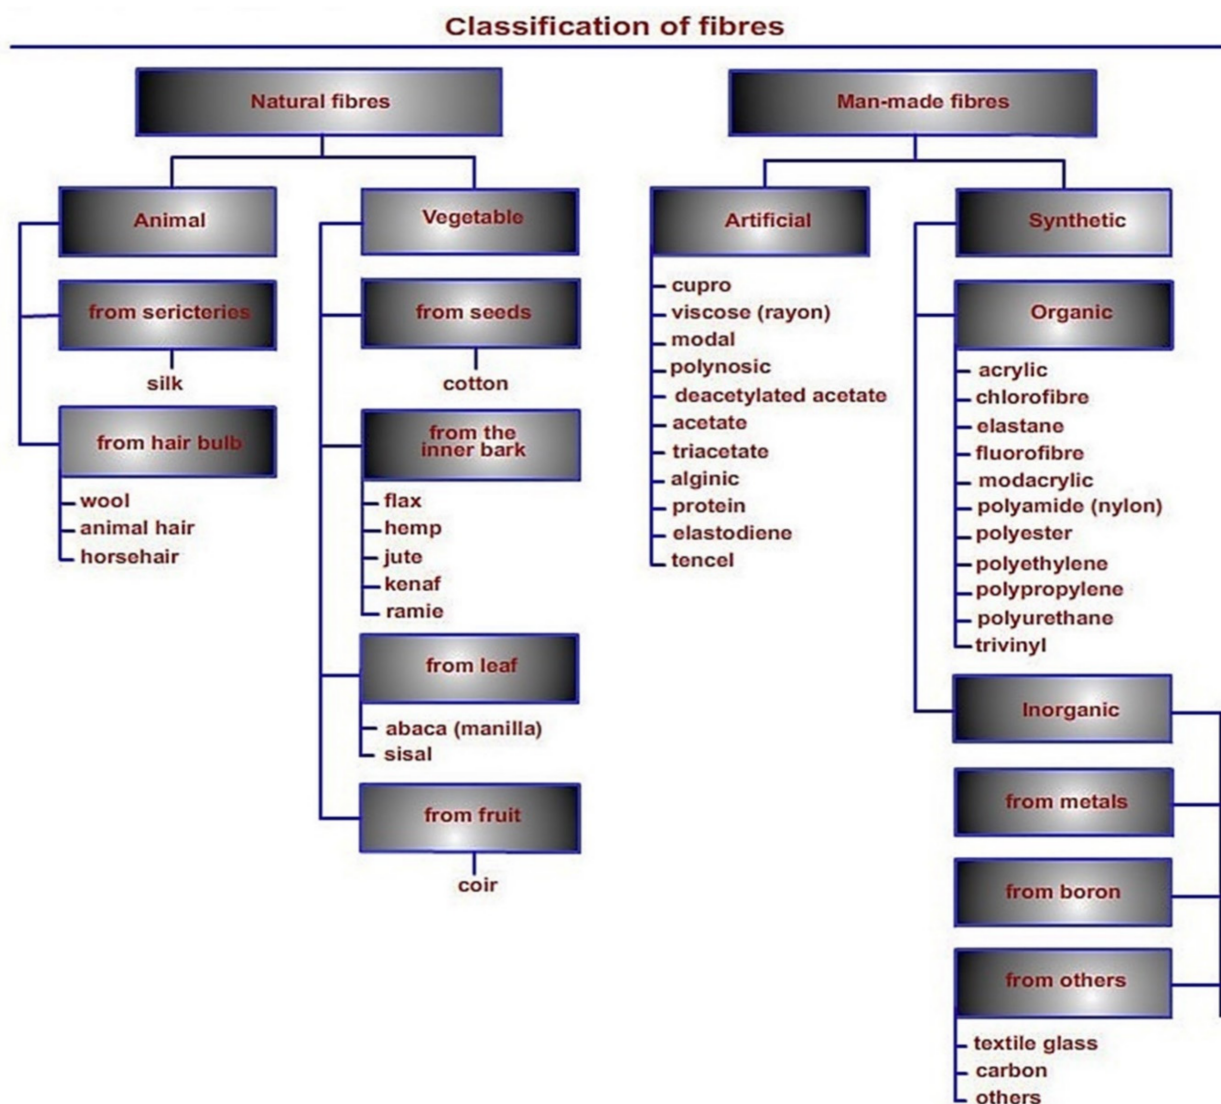 Classification of fibres
Natural fibres
Animal
from sericteries
silk
from hair bulb
wool
animal hair
horsehair
Vegetable
from seeds
cotton
from the
inner bark
flax
hemp
jute
kenaf
ramie
from leaf
abaca (manilla)
sisal
from fruit
coir
Man-made fibres
Artificial
cupro
viscose (rayon)
modal
polynosic
deacetylated acetate
acetate
triacetate
alginic
protein
elastodiene
tencel
Synthetic
Organic
acrylic
chlorofibre
elastane
fluorofibre
modacrylic
polyamide (nylon)
polyester
polyethylene
polypropylene
polyurethane
trivinyl
Inorganic
from metals
from boron
from others
textile glass
carbon
others